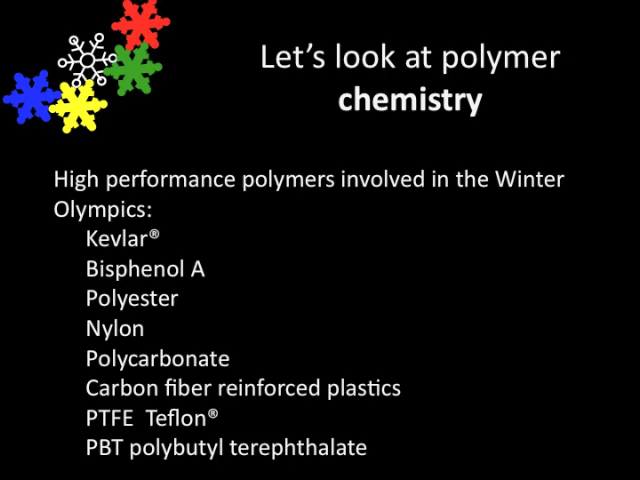 Let’s look at polymer
chemistry
High performance polymers involved in the Winter
Olympics:
Kevlar®
Bisphenol A
Polyester
Nylon
Polycarbonate
Carbon fiber reinforced plastics
PTFE  Teflon®
PBT polybutyl terephthalate